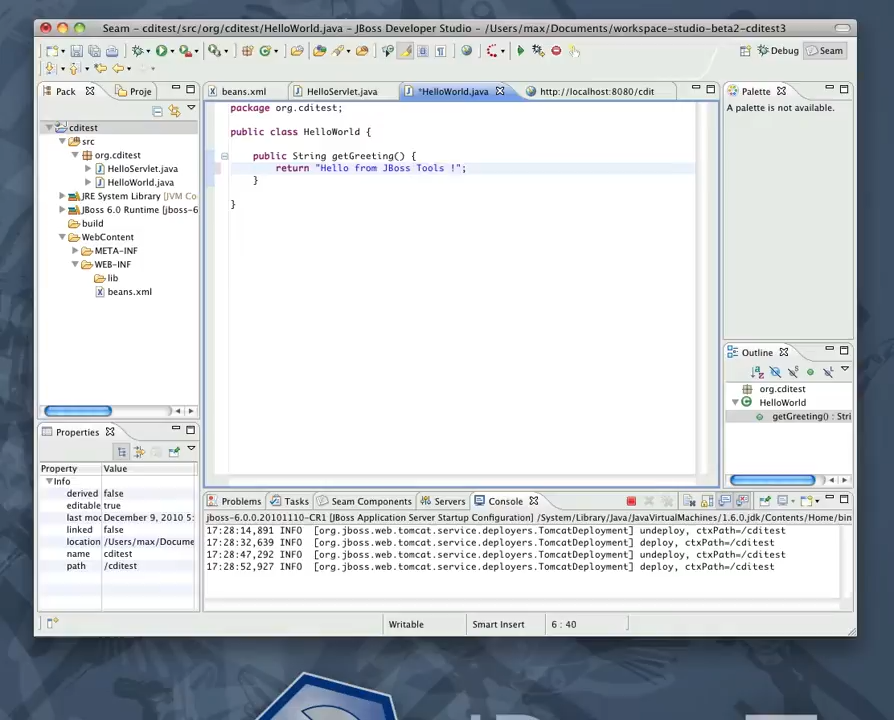 Seam - cditest/src/org/cditest/HelloWorld.java - JBoss Developer Studio - /Users/max/Documents/workspace-studio-beta2-cditest3
Debug Seam
Pack Proje
beans.xml HelloServlet.java *HelloWorld.java http://localhost:8080/cdit
Palette
A palette is not available.
cditest
src
org.cditest
HelloServlet.java
HelloWorld.java
JRE System Library [JVM Co
JBoss 6.0 Runtime [jboss-6
build
WebContent
META-INF
WEB-INF
lib
beans.xml
package org.cditest;
public class HelloWorld {
public String getGreeting() {
return "Hello from JBoss Tools !";
}
}
Outline
org.cditest
HelloWorld
getGreeting() : Stri
Properties
Property Value
Info
derived false
editable true
last moc December 9, 2010 5:
linked false
location /Users/max/Docume
name cditest
path /cditest
Problems Tasks Seam Components Servers Console
jboss-6.0.0.20101110-CR1 [JBoss Application Server Startup Configuration] /System/Library/Java/JavaVirtualMachines/1.6.0.jdk/Contents/Home/bin
17:28:14,891 INFO [org.jboss.web.tomcat.service.deployers.TomcatDeployment] undeploy, ctxPath=/cditest
17:28:32,639 INFO [org.jboss.web.tomcat.service.deployers.TomcatDeployment] deploy, ctxPath=/cditest
17:28:47,292 INFO [org.jboss.web.tomcat.service.deployers.TomcatDeployment] undeploy, ctxPath=/cditest
17:28:52,927 INFO [org.jboss.web.tomcat.service.deployers.TomcatDeployment] deploy, ctxPath=/cditest
Writable Smart Insert 6 : 40